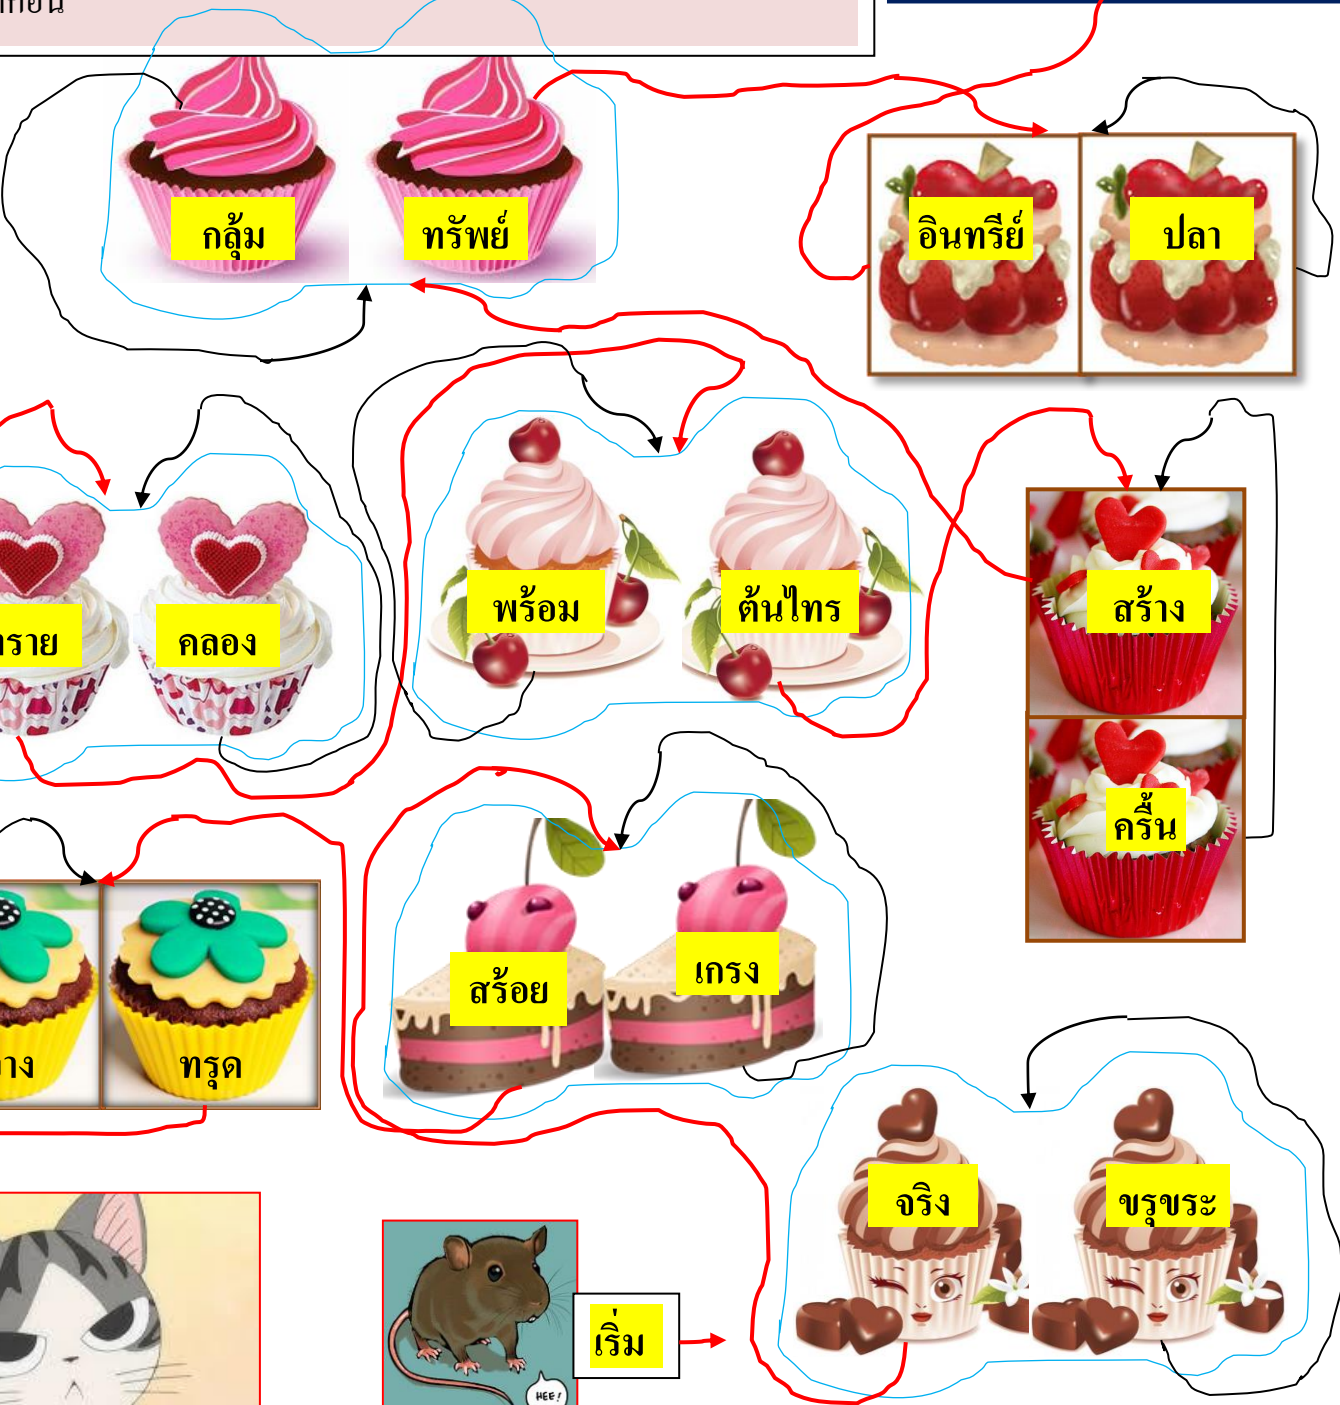 กลุ้ม
ทรัพย์
อินทรีย์
ปลา
คลอง
พร้อม
ต้นไทร
สร้าง
ครื้น
สร้อย
เกรง
ทรุด
จริง
ขรุขระ
เริ่ม
HEE!